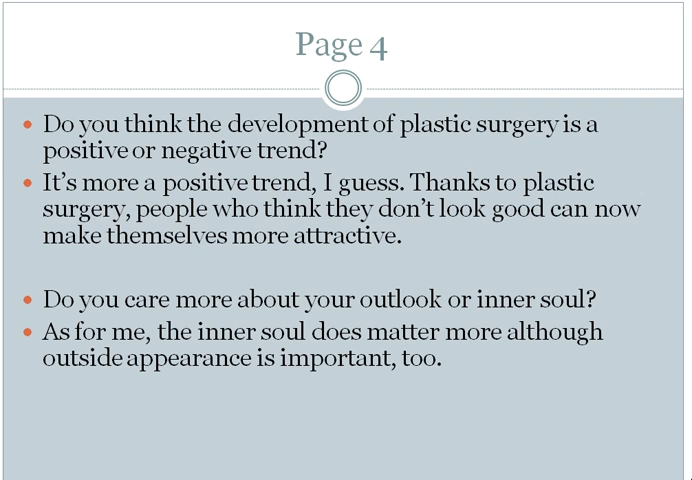 Page 4
Do you think the development of plastic surgery is a
positive or negative trend?
It's more a positive trend, I guess. Thanks to plastic
surgery, people who think they don't look good can now
make themselves more attractive.
Do you care more about your outlook or inner soul?
As for me, the inner soul does matter more although
outside appearance is important, too.